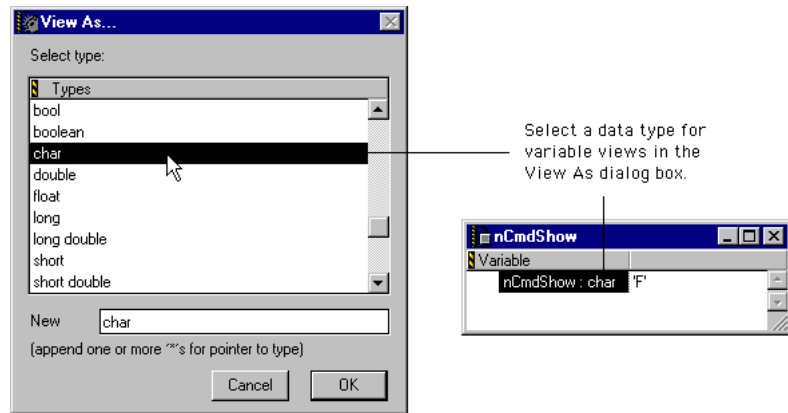 View As...
Select type:
Types
bool
boolean
char
double
float
long
long double
short
short double
New char
(append one or more '*'s for pointer to type)
Cancel OK
Select a data type for
variable views in the
View As dialog box.
nCmdShow
Variable
nCmdShow : char 'F'